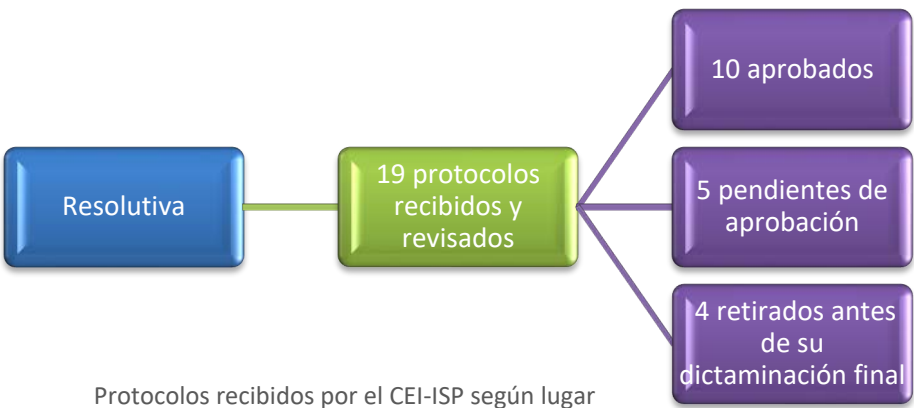 Resolutiva
19 protocolos
recibidos y
revisados
10 aprobados
5 pendientes de
aprobación
4 retirados antes
de su
dictaminación final
Protocolos recibidos por el CEI-ISP según lugar